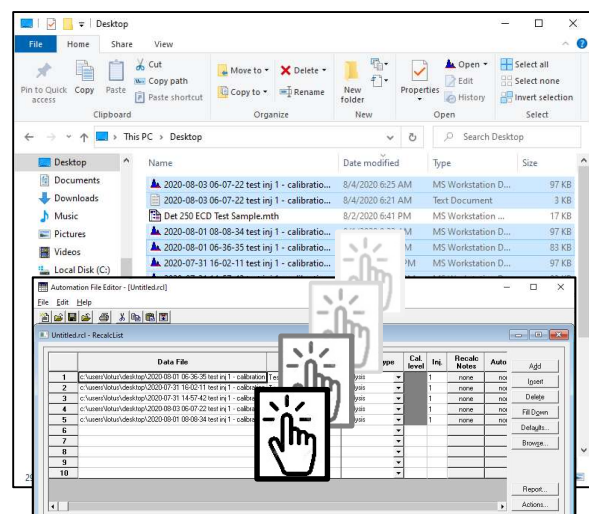 Desktop
File Home Share View
Pin to Quick access
Copy
Paste
Cut
Copy path
Paste shortcut
Clipboard
Move to
Copy to
Delete
Rename
Organize
New folder
New
Properties
Open
Edit
History
Open
Select all
Select none
Invert selection
Select
This PC > Desktop
Search Desktop
Desktop
Documents
Downloads
Music
Pictures
Videos
Local Disk (C:)
Name Date modified Type Size
2020-08-03 06-07-22 test inj 1 - calibratio... 8/4/2020 6:25 AM MS Workstation D... 97 KB
2020-08-03 06-07-22 test inj 1 - calibratio... 8/4/2020 6:21 AM Text Document 3 KB
Det 250 ECD Test Sample.mth 8/2/2020 6:41 PM MS Workstation ... 17 KB
2020-08-01 08-08-34 test inj 1 - calibratio... MS Workstation D... 97 KB
2020-08-01 06-36-35 test inj 1 - calibratio... MS Workstation D... 83 KB
2020-07-31 16-02-11 test inj 1 - calibratio... PM MS Workstation D... 97 KB
Automation File Editor - [Untitled.rcl]
File Edit Help
Untitled.rcl - RecalcList
Data File Cal. level Inj. Recalc Notes Auto
1 c:\users\lotus\desktop\2020-08-01 06-36-35 test inj 1 - calibration 1 none
2 c:\users\lotus\desktop\2020-07-31 16-02-11 test inj 1 - 1 none
3 c:\users\lotus\desktop\2020-07-31 14-57-42 test inj 1 - 1 none
4 c:\users\lotus\desktop\2020-08-03 06-07-22 test inj 1 - 1 none
5 c:\users\lotus\desktop\2020-08-01 08-08-34 test inj 1 - 1 none
6
7
8
9
10
Add
Insert
Delete
Fill Down
Defaults...
Browse...
Report...
Actions...